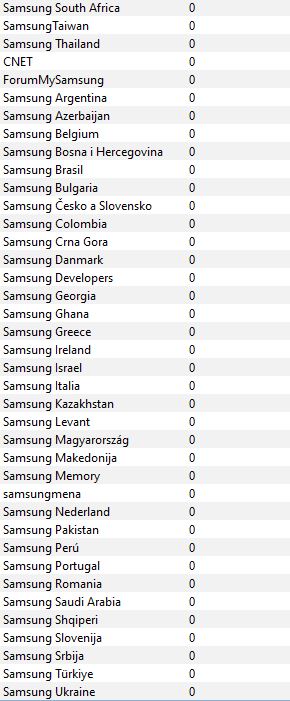 Samsung South Africa 0
SamsungTaiwan 0
Samsung Thailand 0
CNET 0
ForumMySamsung 0
Samsung Argentina 0
Samsung Azerbaijan 0
Samsung Belgium 0
Samsung Bosna i Hercegovina 0
Samsung Brasil 0
Samsung Bulgaria 0
Samsung Česko a Slovensko 0
Samsung Colombia 0
Samsung Crna Gora 0
Samsung Danmark 0
Samsung Developers 0
Samsung Georgia 0
Samsung Ghana 0
Samsung Greece 0
Samsung Ireland 0
Samsung Israel 0
Samsung Italia 0
Samsung Kazakhstan 0
Samsung Levant 0
Samsung Magyarország 0
Samsung Makedonija 0
Samsung Memory 0
samsungmena 0
Samsung Nederland 0
Samsung Pakistan 0
Samsung Perú 0
Samsung Portugal 0
Samsung Romania 0
Samsung Saudi Arabia 0
Samsung Shqiperi 0
Samsung Slovenija 0
Samsung Srbija 0
Samsung Türkiye 0
Samsung Ukraine 0